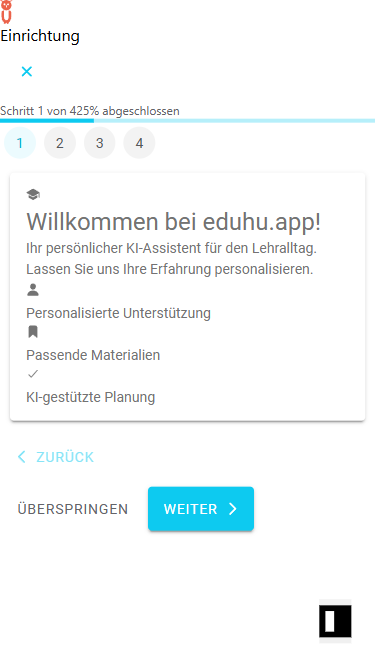 Einrichtung
Schritt 1 von 425% abgeschlossen
1 2 3 4
Willkommen bei eduhu.app!
Ihr persönlicher KI-Assistent für den Lehralltag.
Lassen Sie uns Ihre Erfahrung personalisieren.
Personalisierte Unterstützung
Passende Materialien
KI-gestützte Planung
ZURÜCK
ÜBERSPRINGEN WEITER